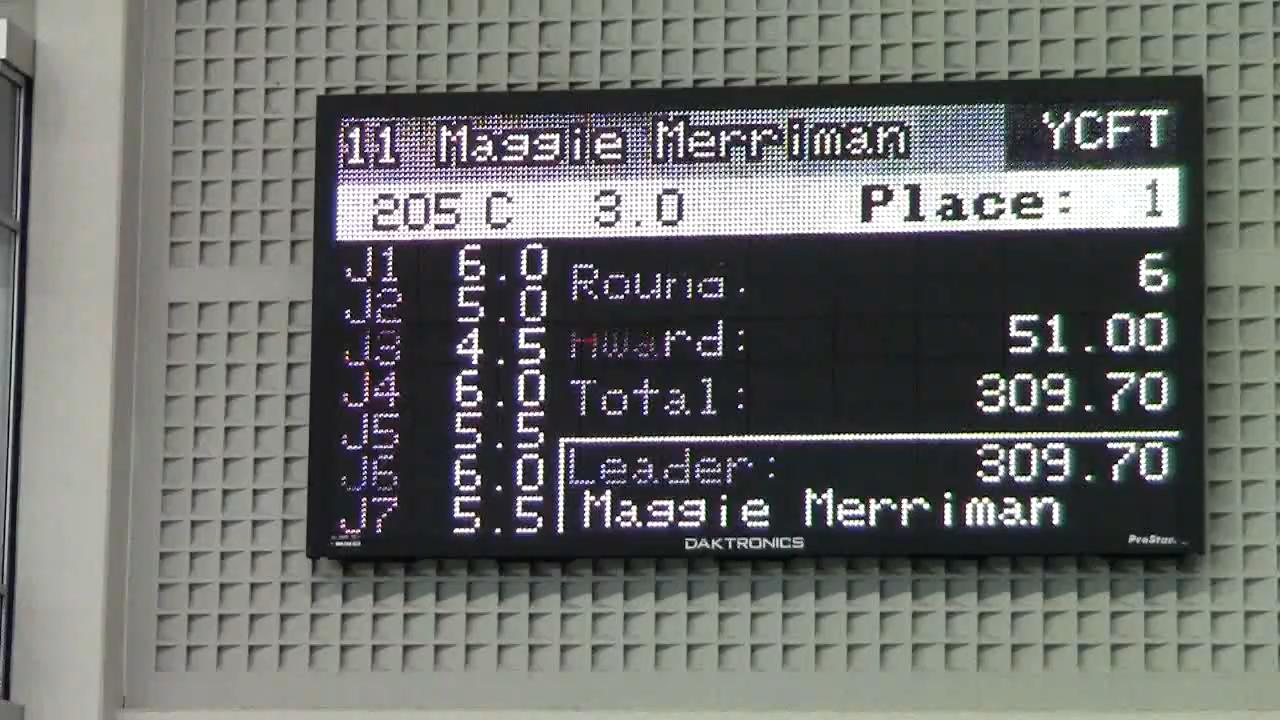 11 Maggie Merriman YCFT
205 C 3.0 Place: 1
J1 6.0 Round: 6
J2 5.0
J3 4.5 Award: 51.00
J4 6.0 Total: 309.70
J5 5.5
J6 6.0 Leader: 309.70
J7 5.5 Maggie Merriman
DAKTRONICS ProStar